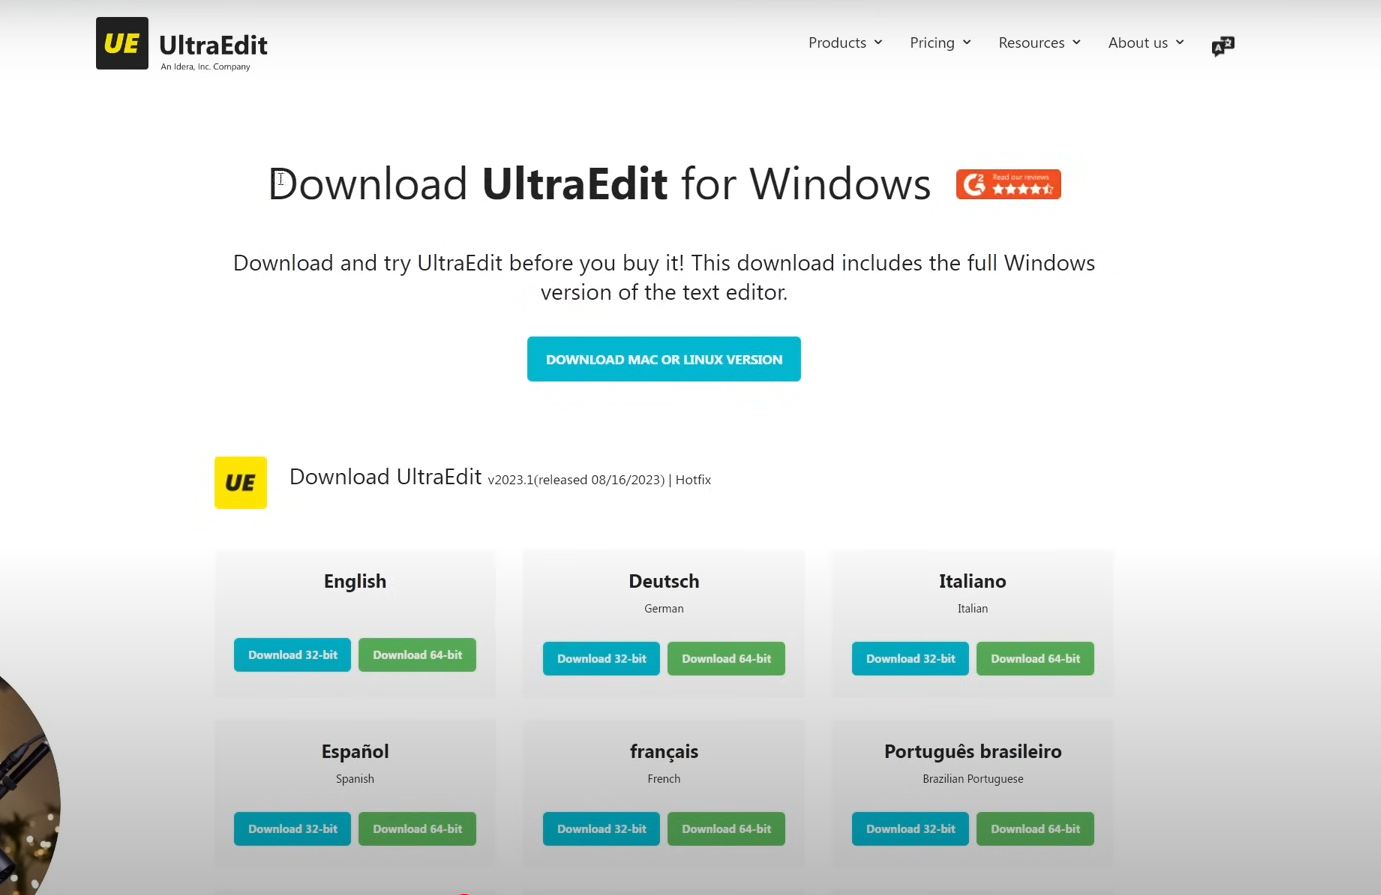 UE UltraEdit
An Idera, Inc. Company
Products Pricing Resources About us
Download UltraEdit for Windows
G2 Read our reviews
Download and try UltraEdit before you buy it! This download includes the full Windows
version of the text editor.
DOWNLOAD MAC OR LINUX VERSION
UE Download UltraEdit v2023.1(released 08/16/2023) | Hotfix
English
Download 32-bit Download 64-bit
Deutsch
German
Download 32-bit Download 64-bit
Italiano
Italian
Download 32-bit Download 64-bit
Español
Spanish
Download 32-bit Download 64-bit
français
French
Download 32-bit Download 64-bit
Português brasileiro
Brazilian Portuguese
Download 32-bit Download 64-bit